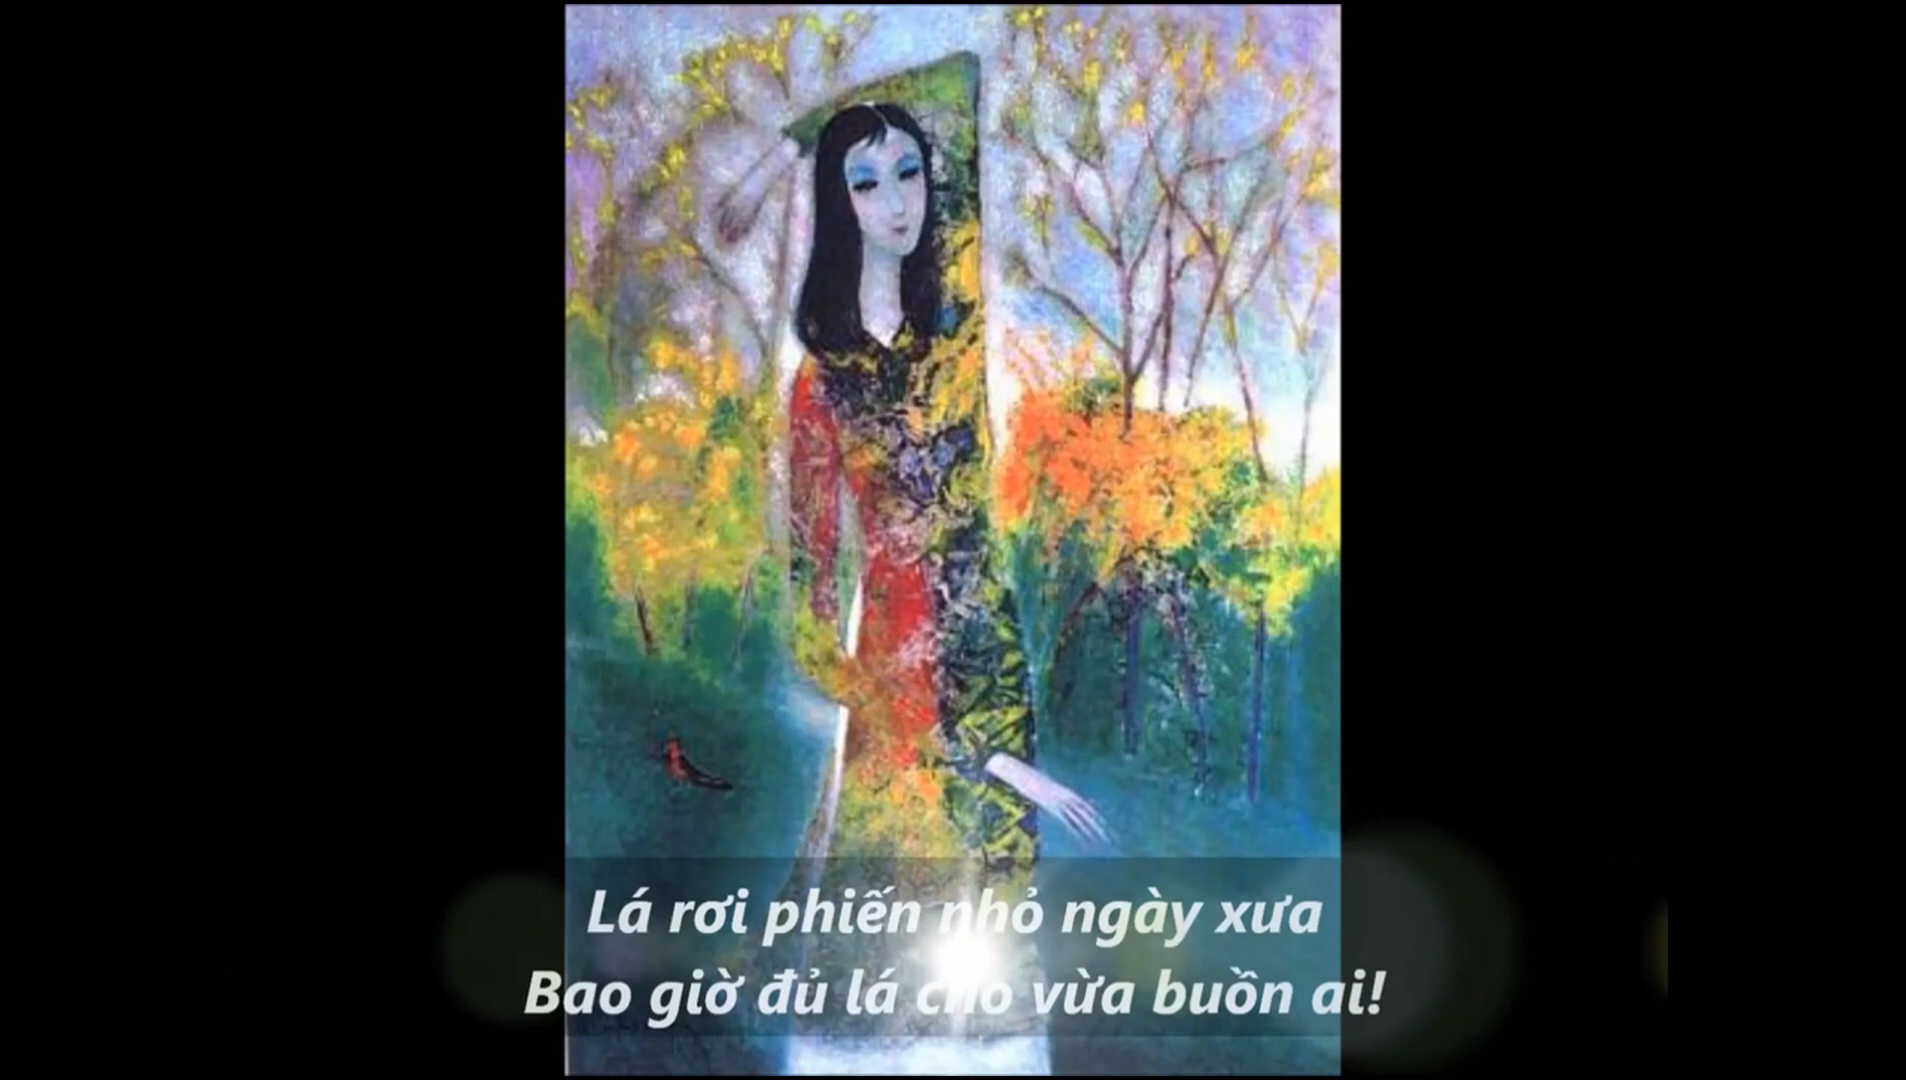 Lá rơi phiến nhỏ ngày xưa
Bao giờ đủ lá cho vừa buồn ai!